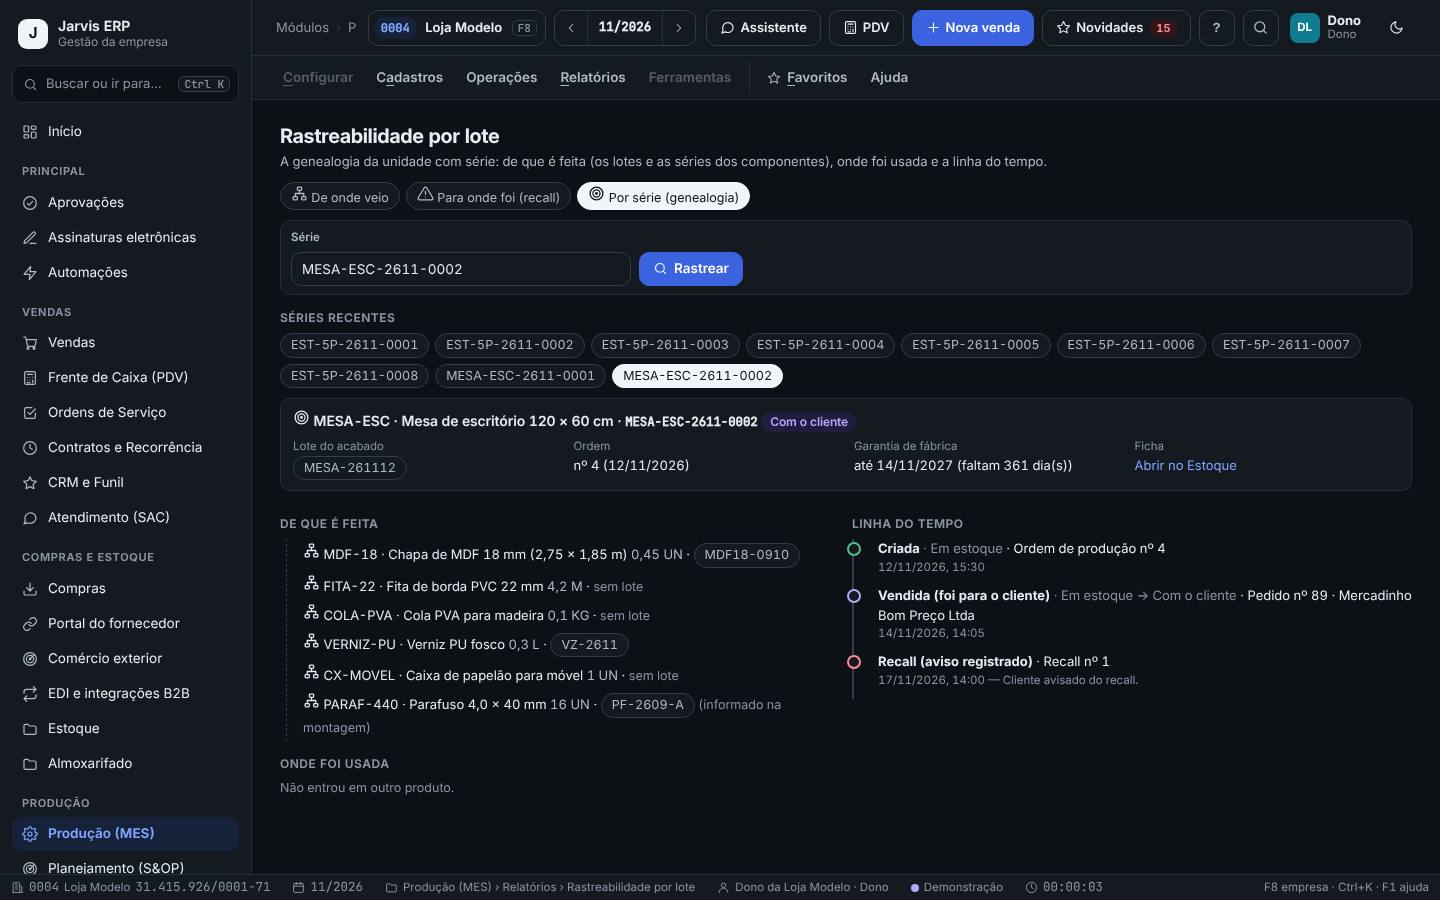 J
Jarvis ERP
Gestão da empresa
Buscar ou ir para...
Ctrl K
Início
PRINCIPAL
Aprovações
Assinaturas eletrônicas
Automações
VENDAS
Vendas
Frente de Caixa (PDV)
Ordens de Serviço
Contratos e Recorrência
CRM e Funil
Atendimento (SAC)
COMPRAS E ESTOQUE
Compras
Portal do fornecedor
Comércio exterior
EDI e integrações B2B
Estoque
Almoxarifado
PRODUÇÃO
Produção (MES)
Planejamento (S&OP)
Módulos › P
0004 Loja Modelo F8
‹ 11/2026 ›
Assistente
PDV
Nova venda
Novidades 15
?
DL
Dono
Dono
Configurar Cadastros Operações Relatórios Ferramentas Favoritos Ajuda
Rastreabilidade por lote
A genealogia da unidade com série: de que é feita (os lotes e as séries dos componentes), onde foi usada e a linha do tempo.
De onde veio Para onde foi (recall) Por série (genealogia)
Série
MESA-ESC-2611-0002 Rastrear
SÉRIES RECENTES
EST-5P-2611-0001 EST-5P-2611-0002 EST-5P-2611-0003 EST-5P-2611-0004 EST-5P-2611-0005 EST-5P-2611-0006 EST-5P-2611-0007
EST-5P-2611-0008 MESA-ESC-2611-0001 MESA-ESC-2611-0002
MESA-ESC · Mesa de escritório 120 × 60 cm · MESA-ESC-2611-0002 Com o cliente
Lote do acabado Ordem Garantia de fábrica Ficha
MESA-261112 nº 4 (12/11/2026) até 14/11/2027 (faltam 361 dia(s)) Abrir no Estoque
DE QUE É FEITA
MDF-18 · Chapa de MDF 18 mm (2,75 × 1,85 m) 0,45 UN · MDF18-0910
FITA-22 · Fita de borda PVC 22 mm 4,2 M · sem lote
COLA-PVA · Cola PVA para madeira 0,1 KG · sem lote
VERNIZ-PU · Verniz PU fosco 0,3 L · VZ-2611
CX-MOVEL · Caixa de papelão para móvel 1 UN · sem lote
PARAF-440 · Parafuso 4,0 × 40 mm 16 UN · PF-2609-A (informado na
montagem)
ONDE FOI USADA
Não entrou em outro produto.
LINHA DO TEMPO
Criada · Em estoque · Ordem de produção nº 4
12/11/2026, 15:30
Vendida (foi para o cliente) · Em estoque → Com o cliente · Pedido nº 89 · Mercadinho
Bom Preço Ltda
14/11/2026, 14:05
Recall (aviso registrado) · Recall nº 1
17/11/2026, 14:00 — Cliente avisado do recall.
0004 Loja Modelo 31.415.926/0001-71 11/2026 Produção (MES) › Relatórios › Rastreabilidade por lote Dono da Loja Modelo · Dono Demonstração 00:00:03 F8 empresa · Ctrl+K · F1 ajuda